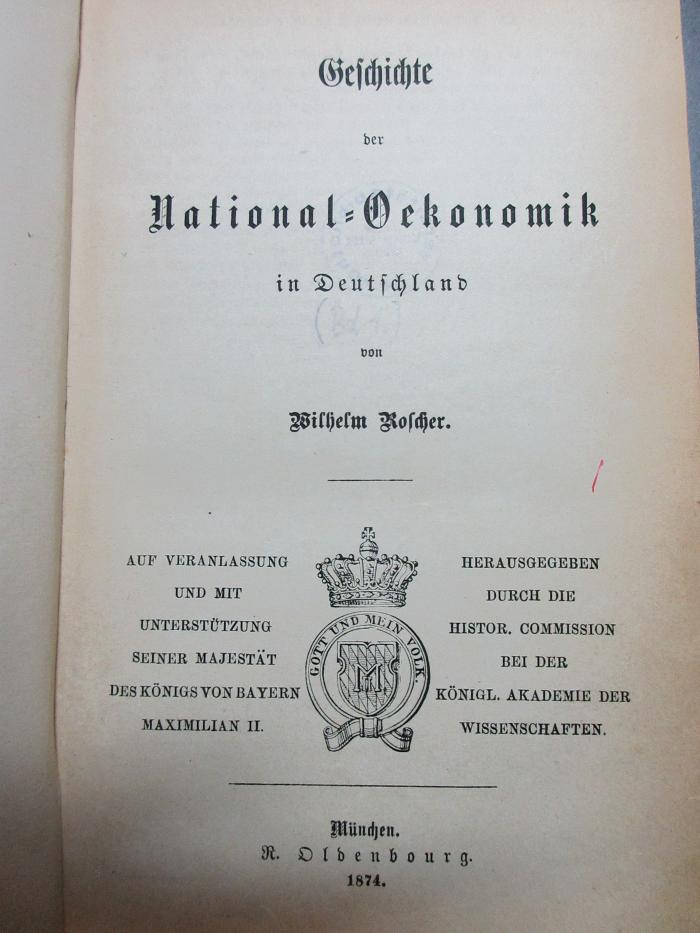 Geschichte
der
National-Oekonomik
in Deutschland
von
Wilhelm Roscher.
AUF VERANLASSUNG
UND MIT
UNTERSTÜTZUNG
SEINER MAJESTÄT
DES KÖNIGS VON BAYERN
MAXIMILIAN II.
GOTT UND MEIN VOLK.
M
HERAUSGEGEBEN
DURCH DIE
HISTOR. COMMISSION
BEI DER
KÖNIGL. AKADEMIE DER
WISSENSCHAFTEN.
München.
R. Oldenbourg.
1874.